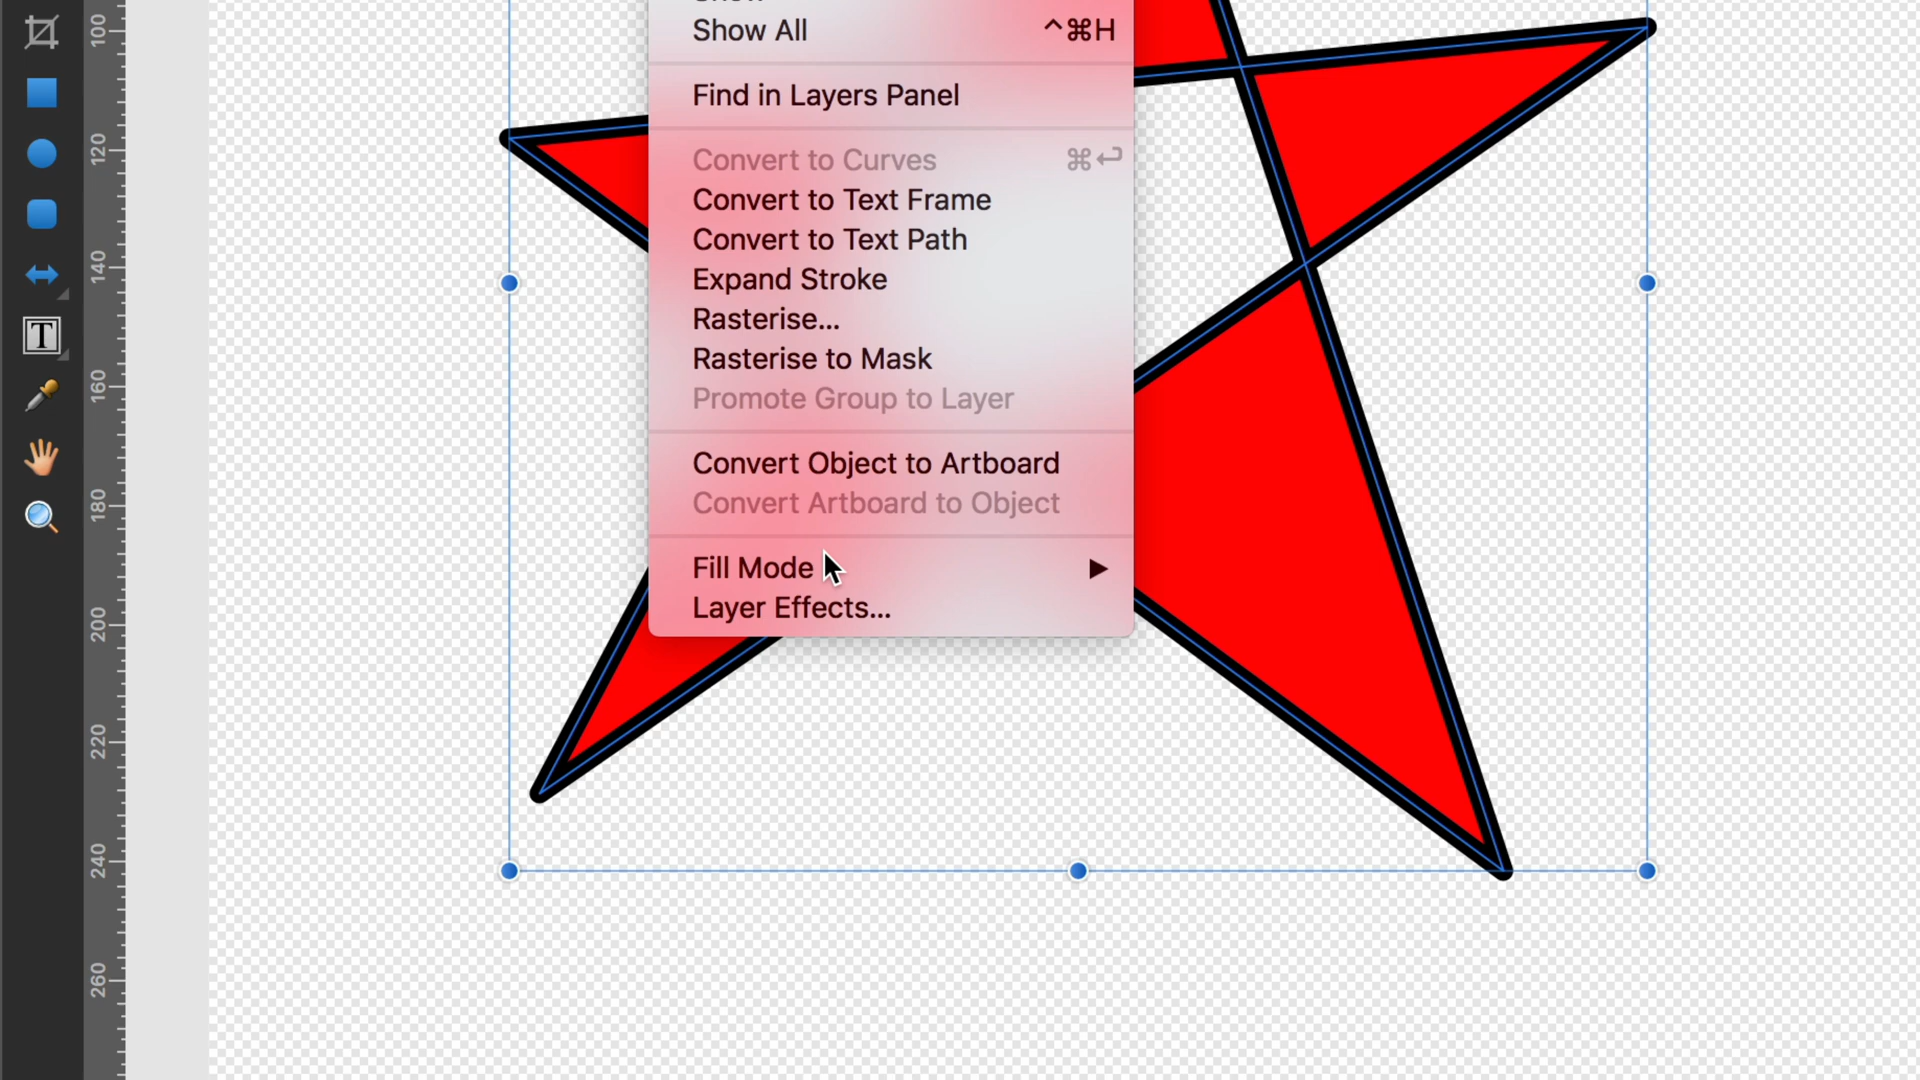 Show All ^⌘H
Find in Layers Panel
Convert to Curves ⌘↩
Convert to Text Frame
Convert to Text Path
Expand Stroke
Rasterise...
Rasterise to Mask
Promote Group to Layer
Convert Object to Artboard
Convert Artboard to Object
Fill Mode
Layer Effects...
T
100
120
140
160
180
200
220
240
260